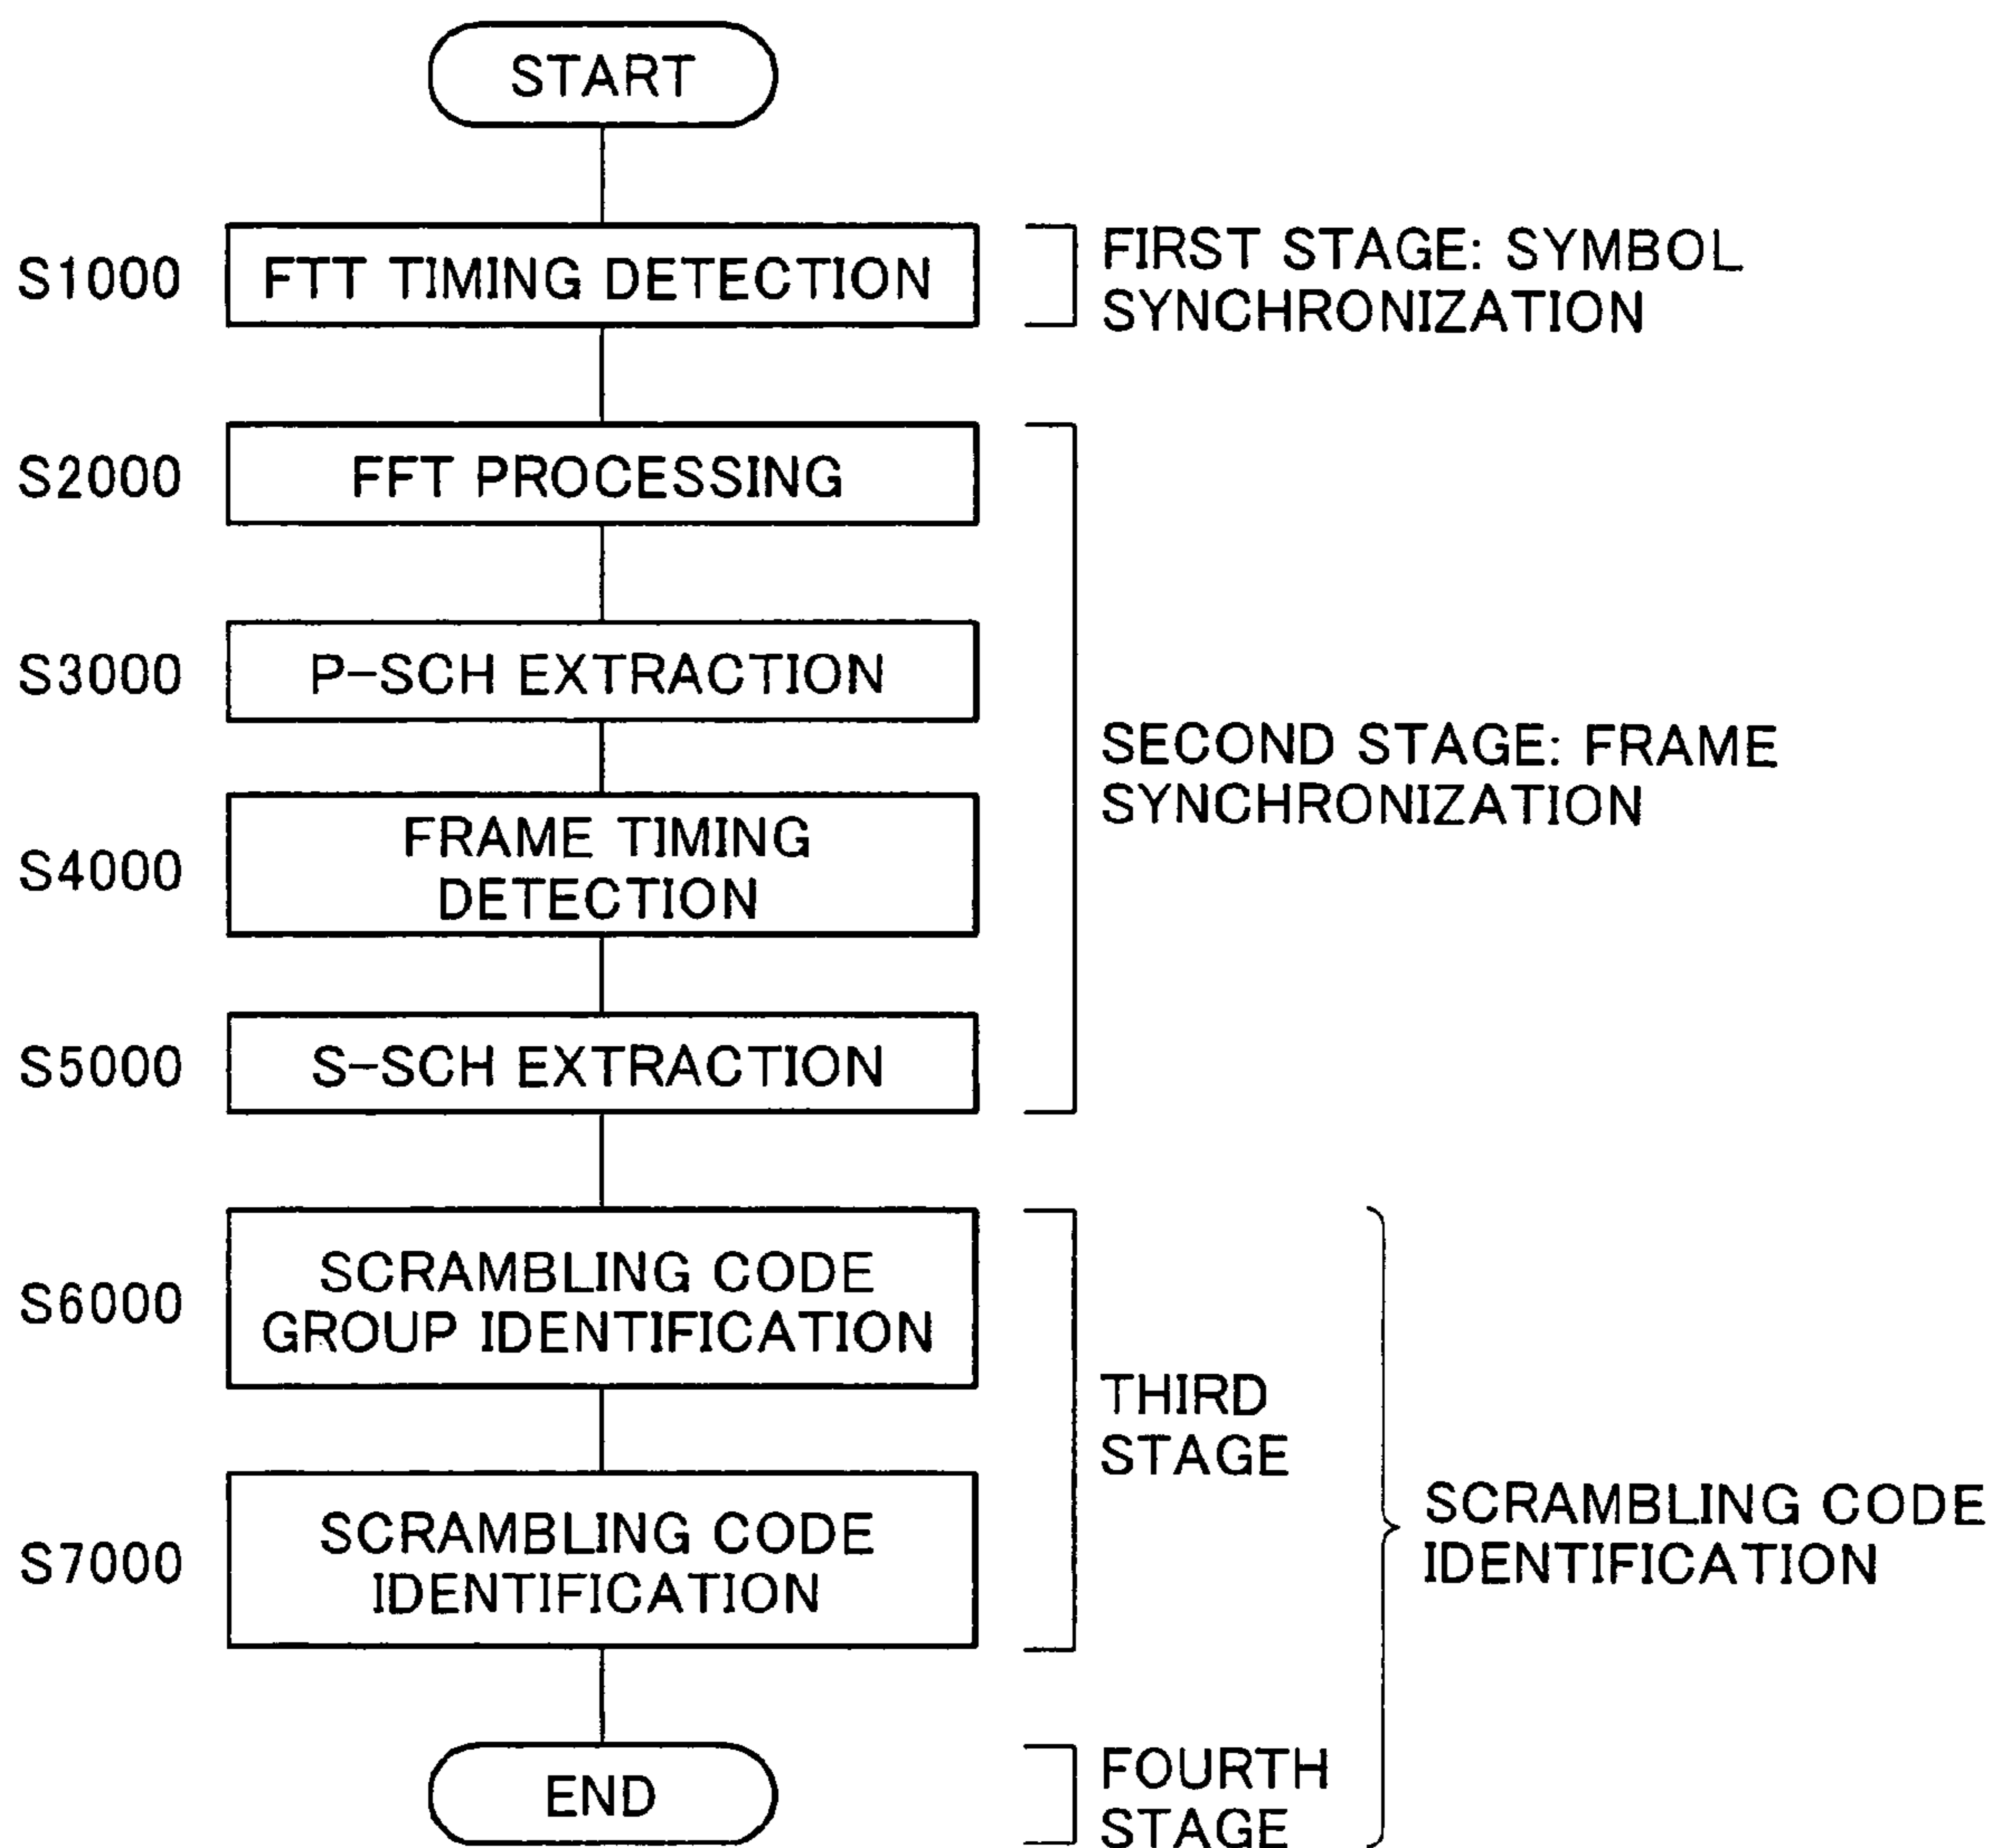 START
S1000
FTT TIMING DETECTION
FIRST STAGE: SYMBOL
SYNCHRONIZATION
S2000
FFT PROCESSING
S3000
P-SCH EXTRACTION
SECOND STAGE: FRAME
SYNCHRONIZATION
S4000
FRAME TIMING
DETECTION
S5000
S-SCH EXTRACTION
S6000
SCRAMBLING CODE
GROUP IDENTIFICATION
THIRD
STAGE
S7000
SCRAMBLING CODE
IDENTIFICATION
SCRAMBLING CODE
IDENTIFICATION
END
FOURTH
STAGE